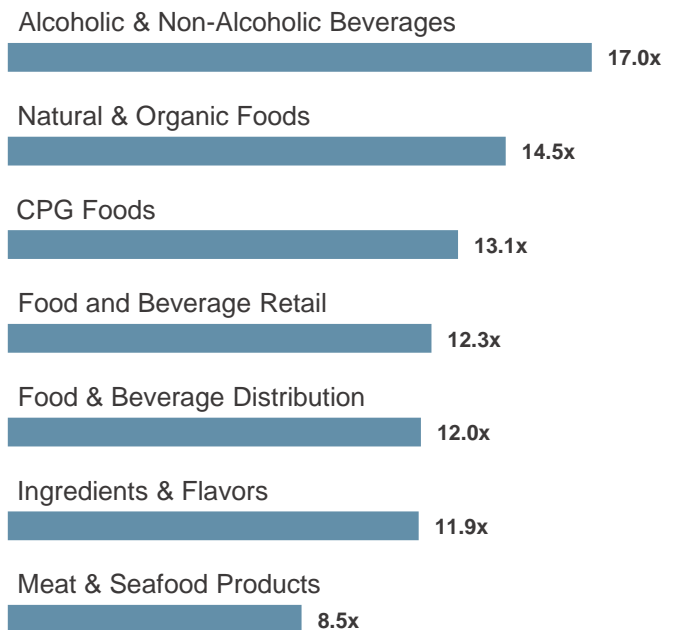 Alcoholic & Non-Alcoholic Beverages
17.0x
Natural & Organic Foods
14.5x
CPG Foods
13.1x
Food and Beverage Retail
12.3x
Food & Beverage Distribution
12.0x
Ingredients & Flavors
11.9x
Meat & Seafood Products
8.5x